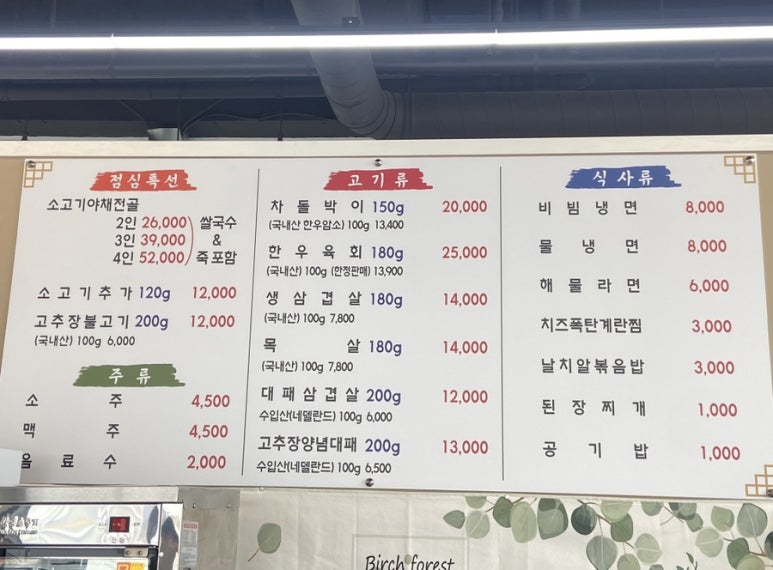 점심특선
소고기야채전골
2인 26,000
3인 39,000
4인 52,000
쌀국수
&
죽포함
소고기추가 120g 12,000
고추장불고기 200g 12,000
(국내산) 100g 6,000
주류
소 주 4,500
맥 주 4,500
음 료 수 2,000
고기류
차돌박이 150g 20,000
(국내산 한우암소) 100g 13,400
한우육회 180g 25,000
(국내산) 100g (한정판매) 13,900
생삼겹살 180g 14,000
(국내산) 100g 7,800
목 살 180g 14,000
(국내산) 100g 7,800
대패삼겹살 200g 12,000
수입산(네델란드) 100g 6,000
고추장양념대패 200g 13,000
수입산(네델란드) 100g 6,500
식사류
비빔냉면 8,000
물 냉 면 8,000
해물라면 6,000
치즈폭탄계란찜 3,000
날치알볶음밥 3,000
된장찌개 1,000
공 기 밥 1,000
Birch forest